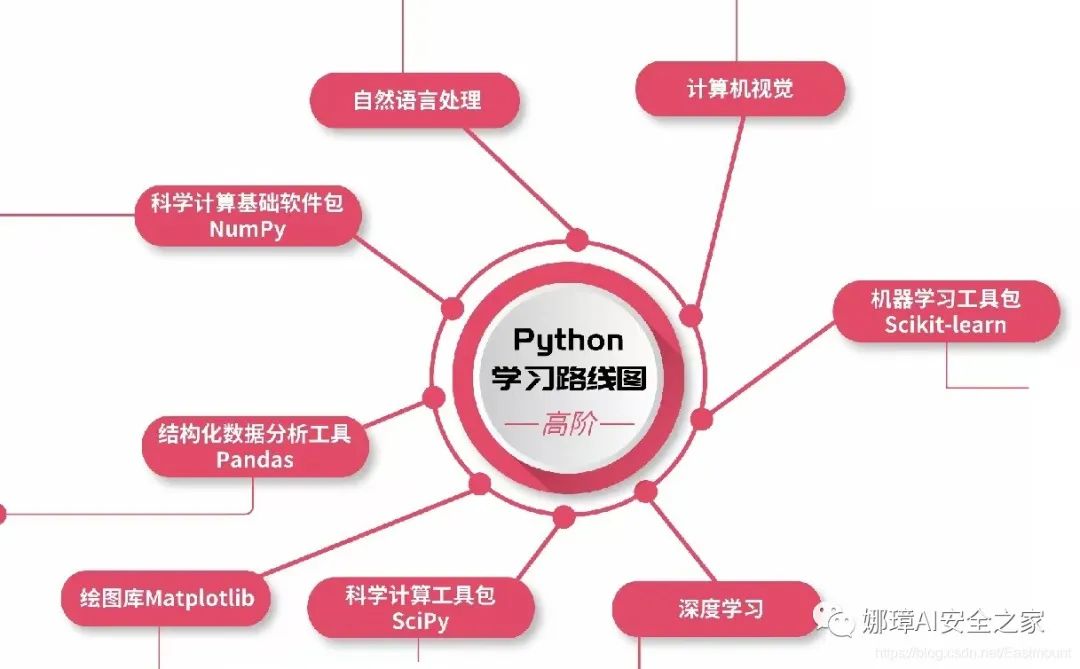 自然语言处理
计算机视觉
科学计算基础软件包
NumPy
机器学习工具包
Scikit-learn
Python
学习路线图
高阶
结构化数据分析工具
Pandas
绘图库Matplotlib
科学计算工具包
SciPy
深度学习
娜璋AI安全之家
https://blog.csdn.net/Eastmount